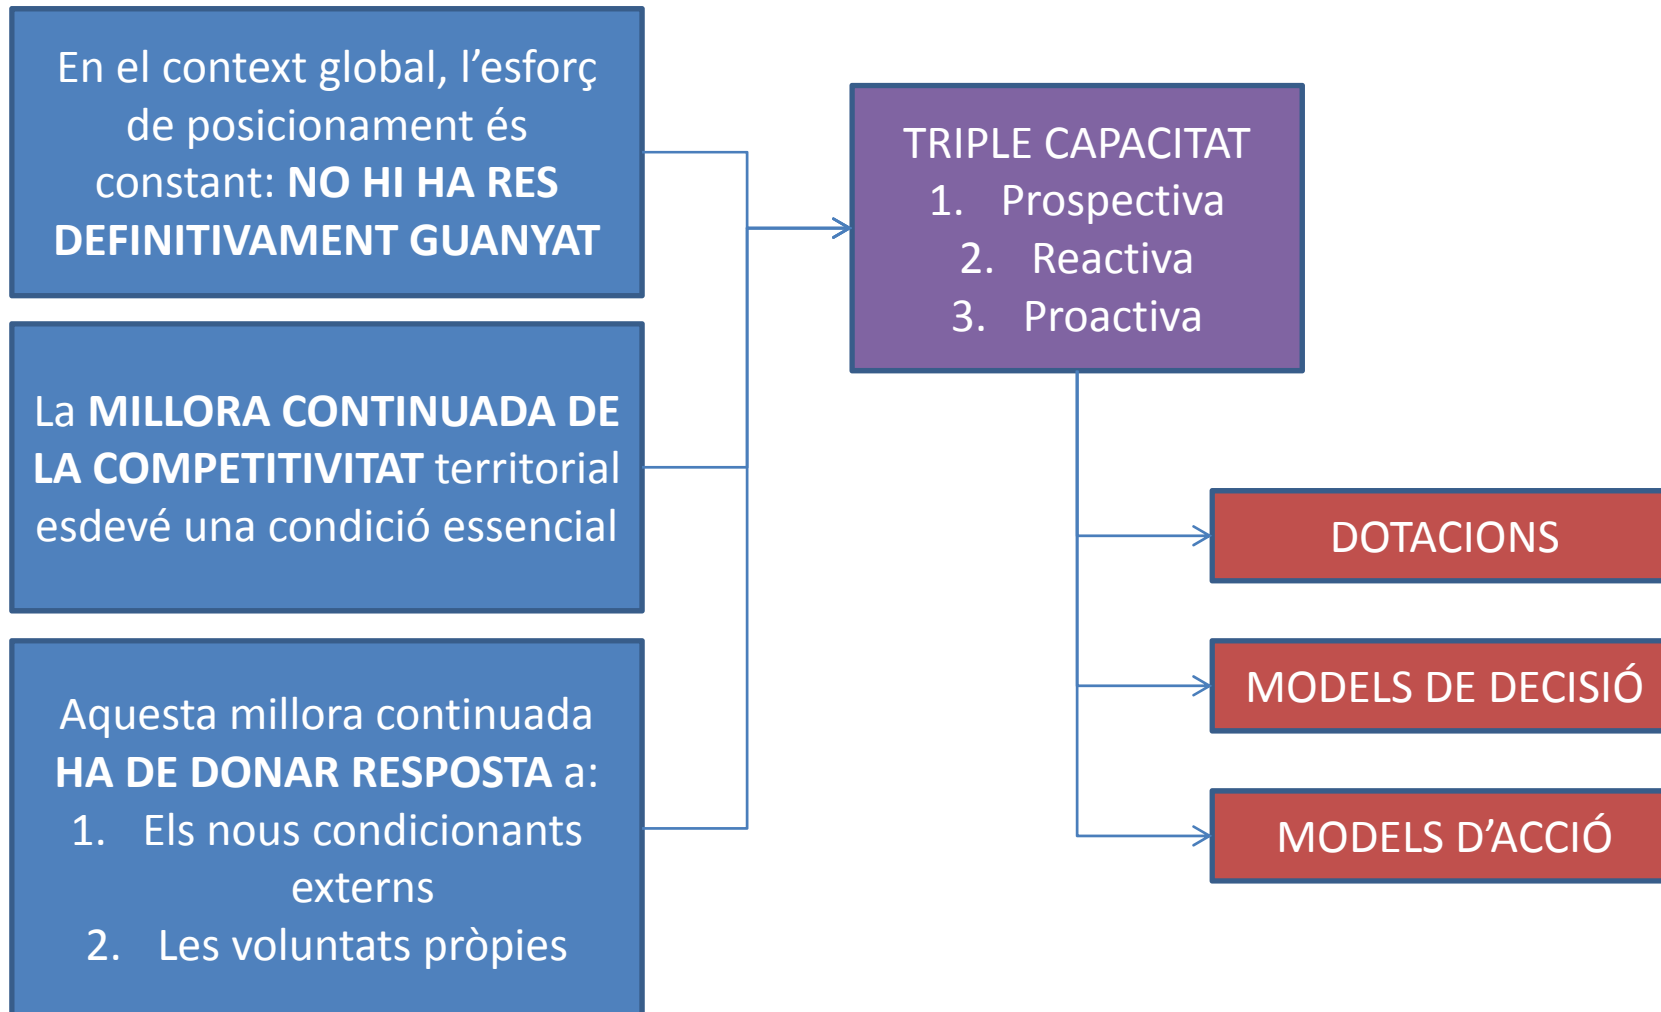 En el context global, l’esforç
de posicionament és
constant: NO HI HA RES
DEFINITIVAMENT GUANYAT
La MILLORA CONTINUADA DE
LA COMPETITIVITAT territorial
esdevé una condició essencial
Aquesta millora continuada
HA DE DONAR RESPOSTA a:
1. Els nous condicionants
externs
2. Les voluntats pròpies
TRIPLE CAPACITAT
1. Prospectiva
2. Reactiva
3. Proactiva
DOTACIONS
MODELS DE DECISIÓ
MODELS D’ACCIÓ